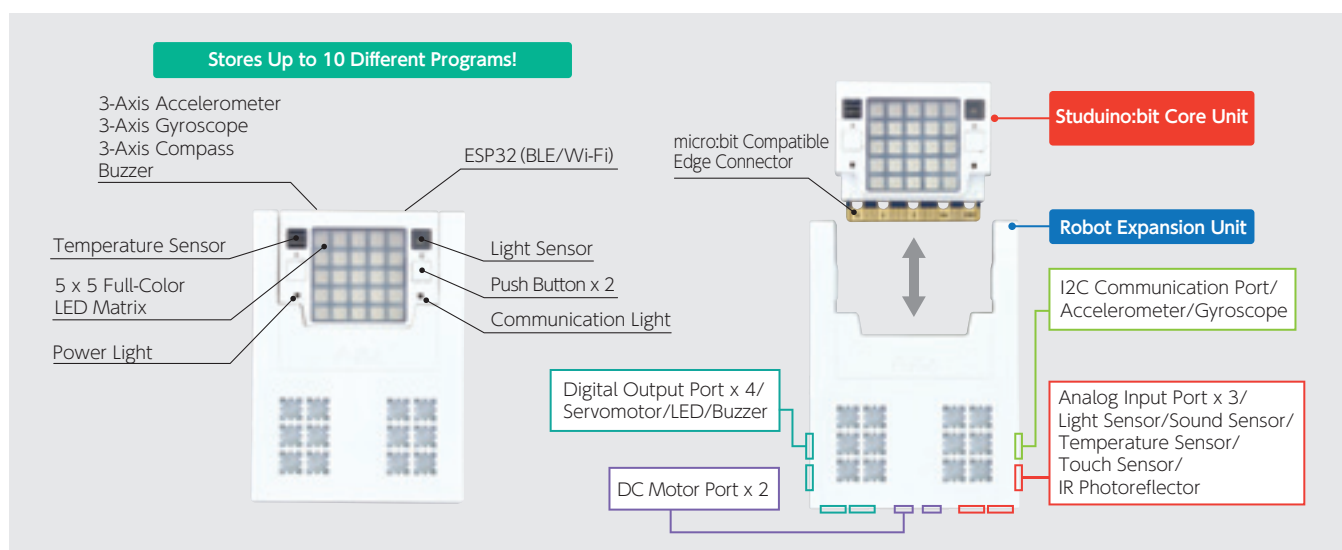 Stores Up to 10 Different Programs!
3-Axis Accelerometer
3-Axis Gyroscope
3-Axis Compass
Buzzer
ESP32 (BLE/Wi-Fi)
Temperature Sensor
5 x 5 Full-Color
LED Matrix
Power Light
Light Sensor
Push Button x 2
Communication Light
micro:bit Compatible
Edge Connector
Studuino:bit Core Unit
Robot Expansion Unit
I2C Communication Port/
Accelerometer/Gyroscope
Digital Output Port x 4/
Servomotor/LED/Buzzer
DC Motor Port x 2
Analog Input Port x 3/
Light Sensor/Sound Sensor/
Temperature Sensor/
Touch Sensor/
IR Photoreflector